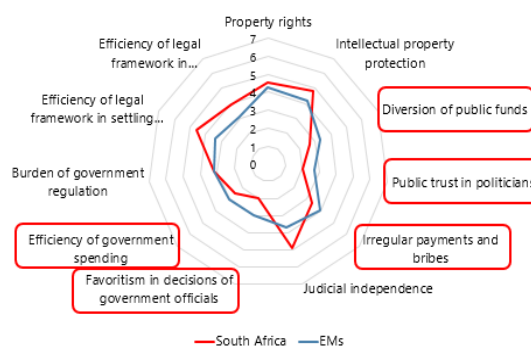 Property rights
Efficiency of legal
framework in...
Intellectual property
protection
Efficiency of legal
framework in settling...
Diversion of public funds
Burden of government
regulation
Public trust in politicians
Efficiency of government
spending
Irregular payments and
bribes
Favoritism in decisions of
government officials
Judicial independence
7
6
5
4
3
2
1
0
South Africa
EMs